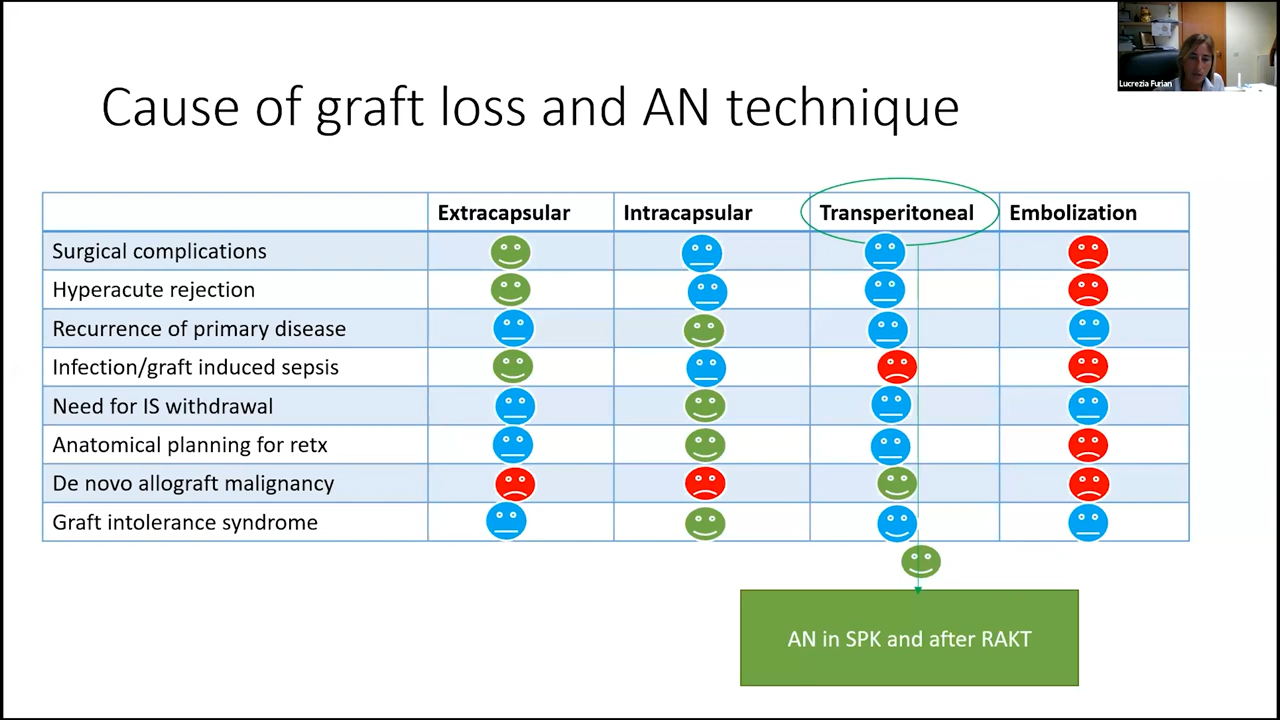 Lucrezia Furian
Cause of graft loss and AN technique
Extracapsular Intracapsular Transperitoneal Embolization
Surgical complications
Hyperacute rejection
Recurrence of primary disease
Infection/graft induced sepsis
Need for IS withdrawal
Anatomical planning for retx
De novo allograft malignancy
Graft intolerance syndrome
AN in SPK and after RAKT